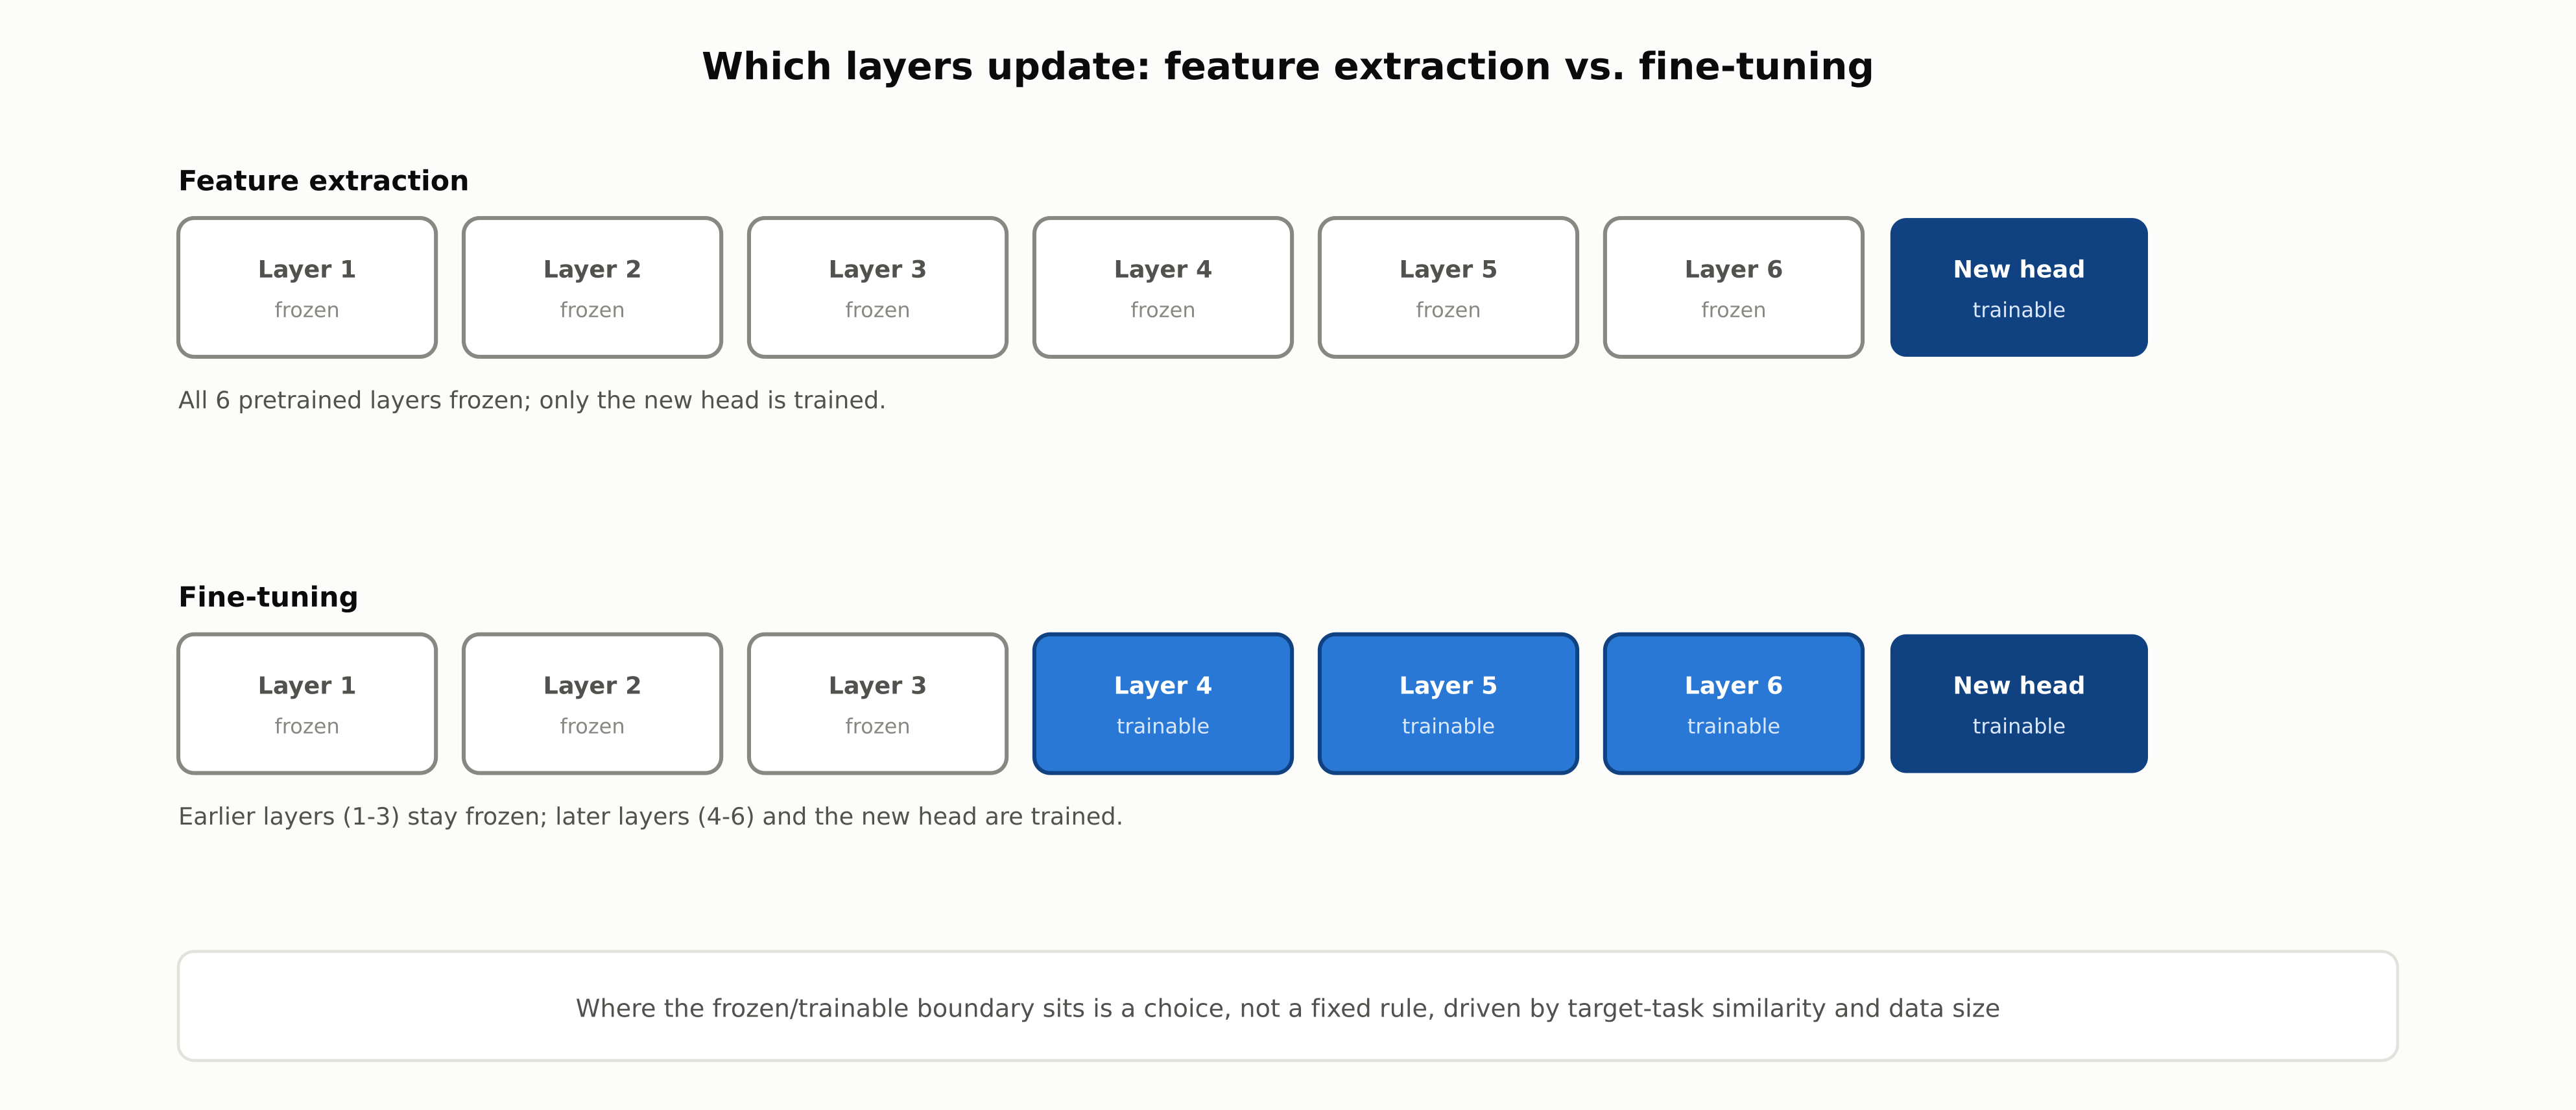 Which layers update: feature extraction vs. fine-tuning
Feature extraction
Layer 1
frozen
Layer 2
frozen
Layer 3
frozen
Layer 4
frozen
Layer 5
frozen
Layer 6
frozen
New head
trainable
All 6 pretrained layers frozen; only the new head is trained.
Fine-tuning
Layer 1
frozen
Layer 2
frozen
Layer 3
frozen
Layer 4
trainable
Layer 5
trainable
Layer 6
trainable
New head
trainable
Earlier layers (1-3) stay frozen; later layers (4-6) and the new head are trained.
Where the frozen/trainable boundary sits is a choice, not a fixed rule, driven by target-task similarity and data size